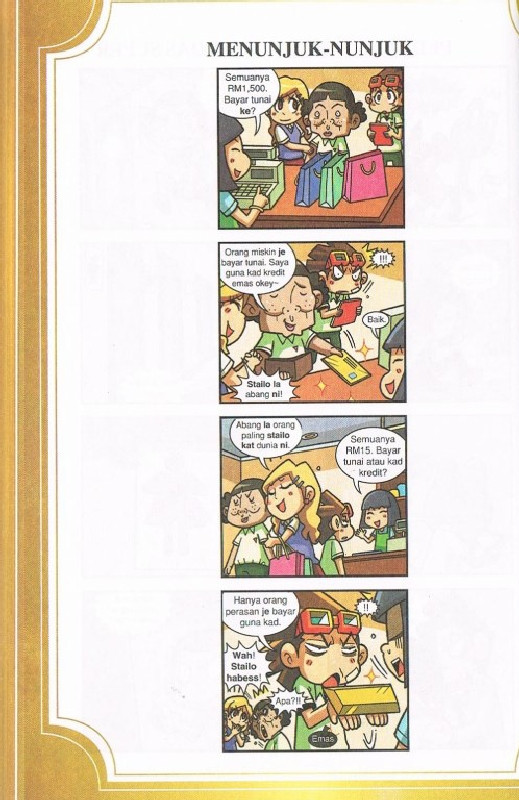 MENUNJUK-NUNJUK
Semuanya
RM1,500.
Bayar tunai
ke?
Orang miskin je
bayar tunai. Saya
guna kad kredit
emas okey~
!!!
Baik.
Stailo la
abang ni!
Abang la orang
paling stailo
kat dunia ni.
Semuanya
RM15. Bayar
tunai atau kad
kredit?
Hanya orang
perasan je bayar
guna kad.
!!
Wah!
Stailo
habess!
Apa?!!
Emas